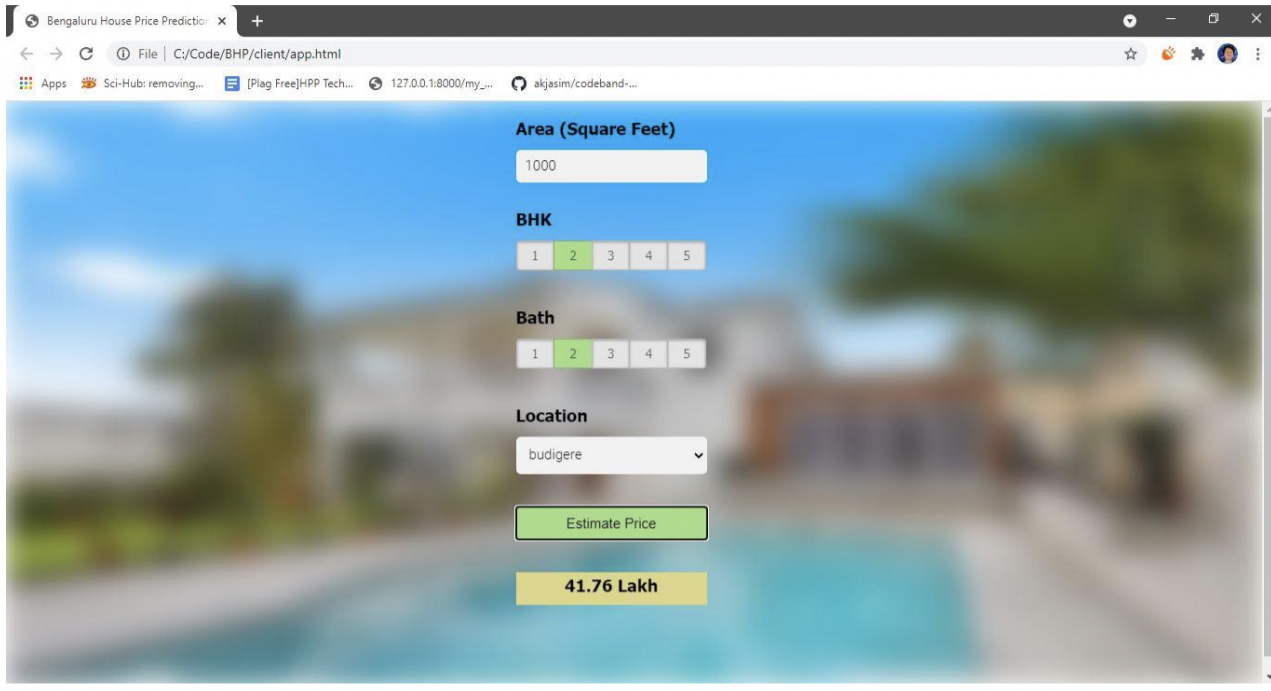 Bengaluru House Price Prediction
File | C:/Code/BHP/client/app.html
Apps Sci-Hub: removing... [Plag Free]HPP Tech... 127.0.0.1:8000/my_... akjasim/codeband-...
Area (Square Feet)
1000
BHK
1 2 3 4 5
Bath
1 2 3 4 5
Location
budigere
Estimate Price
41.76 Lakh